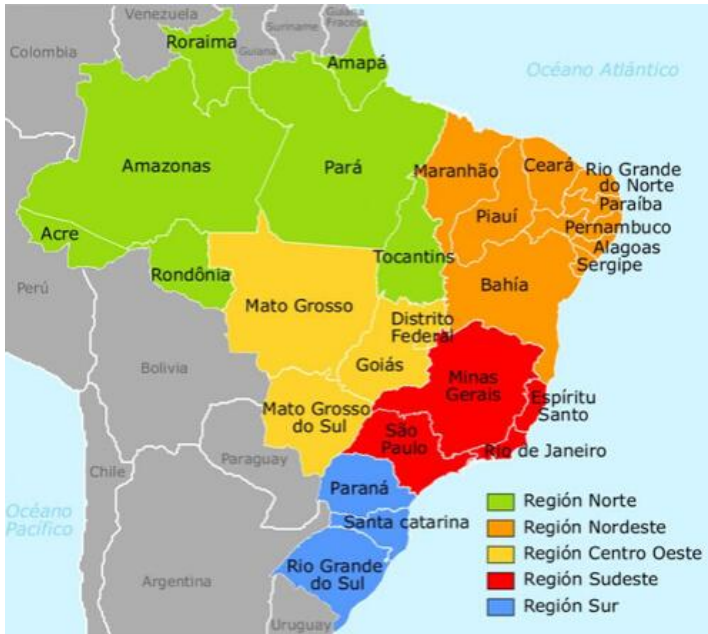 Venezuela
Colombia
Roraima
Suriname
Guiana
Francesa
Guiana
Amapá
Océano Atlántico
Amazonas
Pará
Maranhão
Ceará
Rio Grande
do Norte
Paraíba
Piauí
Pernambuco
Alagoas
Sergipe
Acre
Rondônia
Tocantins
Perú
Mato Grosso
Bahía
Distrito
Federal
Goiás
Bolivia
Minas
Gerais
Espíritu
Santo
Mato Grosso
do Sul
São
Paulo
Rio de Janeiro
Paraguay
Chile
Paraná
Océano
Pacífico
Santa catarina
Rio Grande
do Sul
Argentina
Uruguay
Región Norte
Región Nordeste
Región Centro Oeste
Región Sudeste
Región Sur